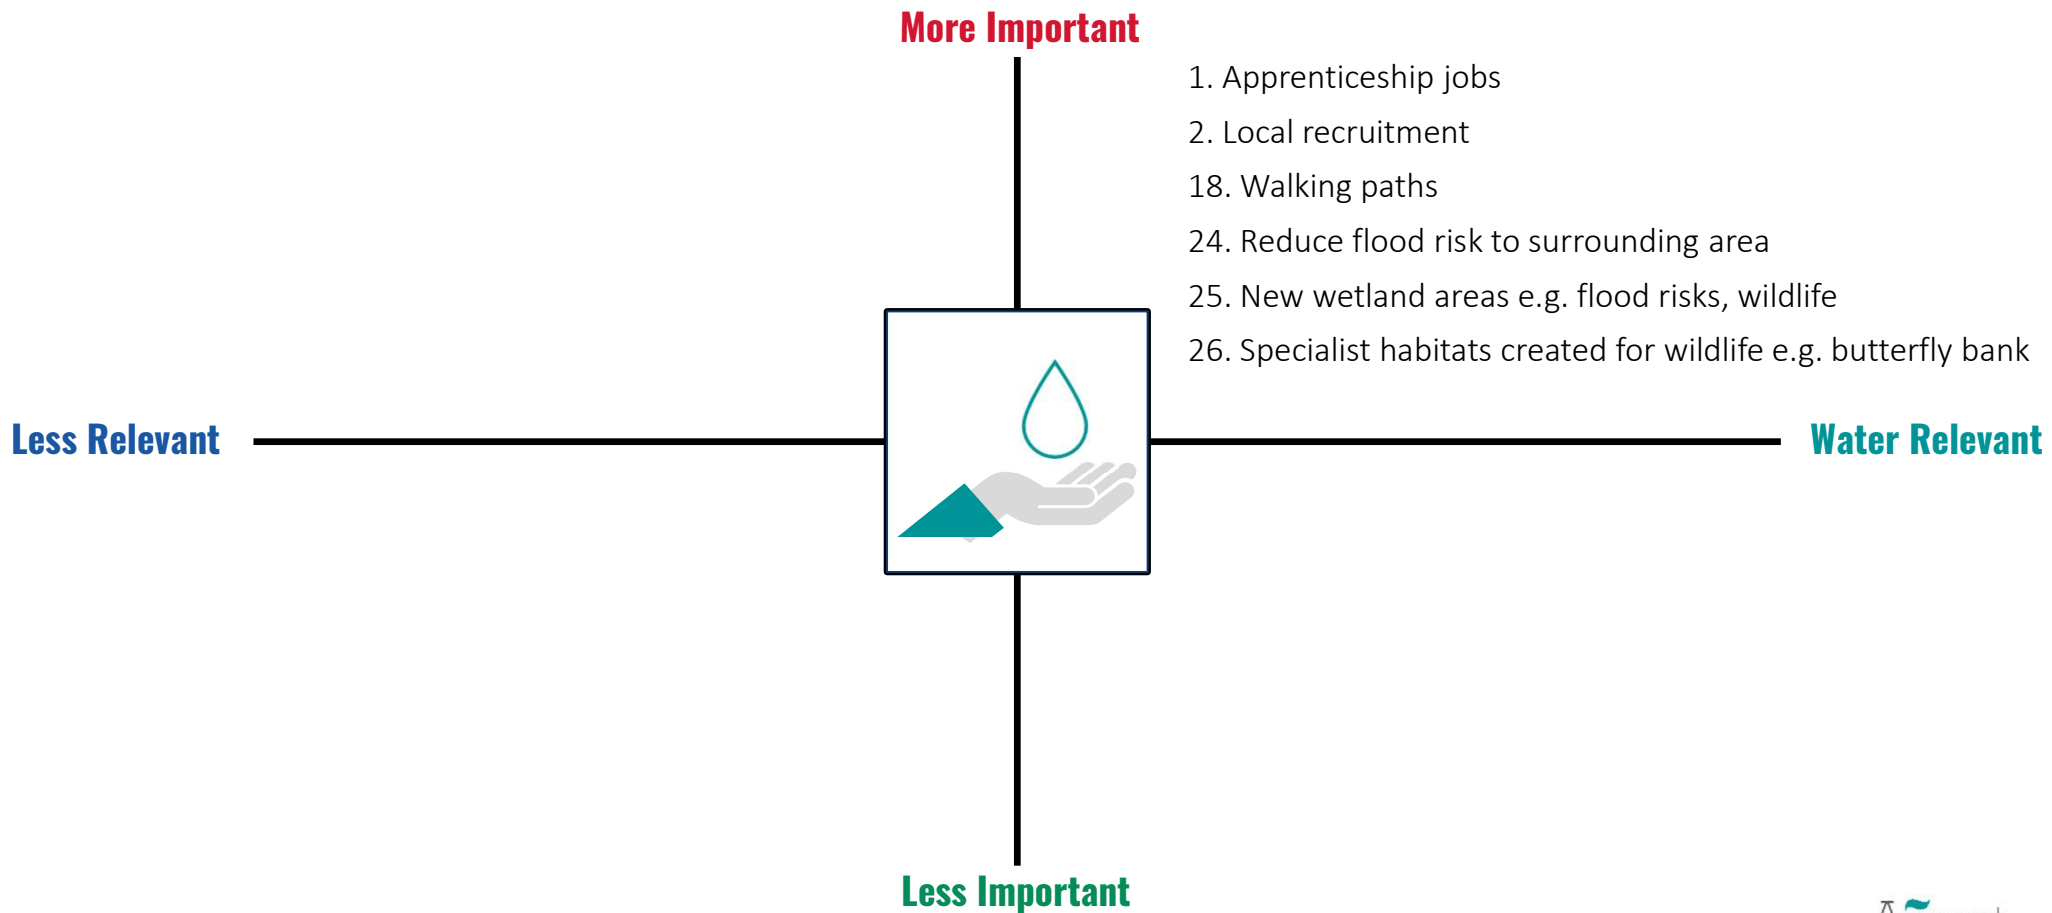 More Important
1. Apprenticeship jobs
2. Local recruitment
18. Walking paths
24. Reduce flood risk to surrounding area
25. New wetland areas e.g. flood risks, wildlife
26. Specialist habitats created for wildlife e.g. butterfly bank
Less Relevant
Water Relevant
Less Important